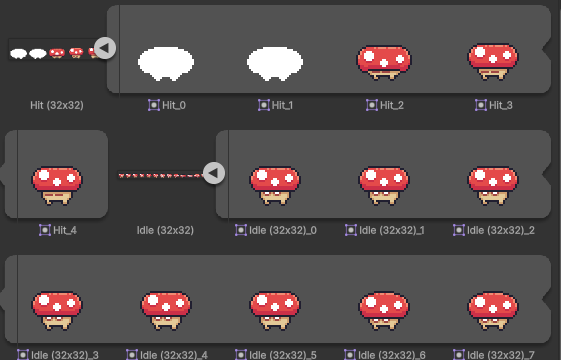 Hit (32x32) Hit_0 Hit_1 Hit_2 Hit_3
Hit_4 Idle (32x32) Idle (32x32)_0 Idle (32x32)_1 Idle (32x32)_2
Idle (32x32)_3 Idle (32x32)_4 Idle (32x32)_5 Idle (32x32)_6 Idle (32x32)_7